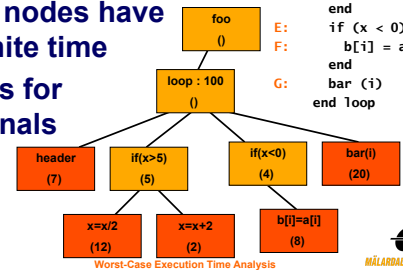 nodes have
nite time
s for
nals
foo
()
loop : 100
()
header
(7)
if(x>5)
(5)
if(x<0)
(4)
bar(i)
(20)
x=x/2
(12)
x=x+2
(2)
b[i]=a[i]
(8)
end
E: if (x < 0)
F: b[i] = a
end
G: bar (i)
end loop
Worst-Case Execution Time Analysis
MÄLARDAL